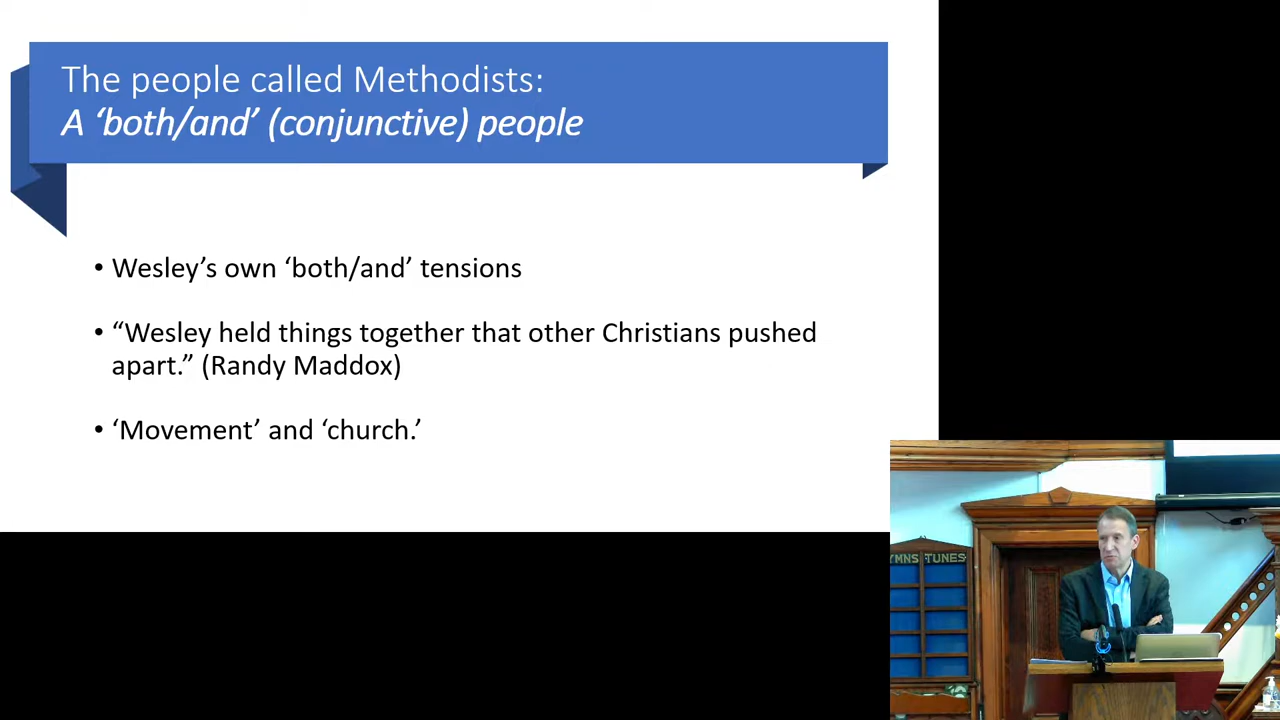 The people called Methodists:
A ‘both/and’ (conjunctive) people
• Wesley’s own ‘both/and’ tensions
• “Wesley held things together that other Christians pushed
apart.” (Randy Maddox)
• ‘Movement’ and ‘church.’
YMNS TUNES